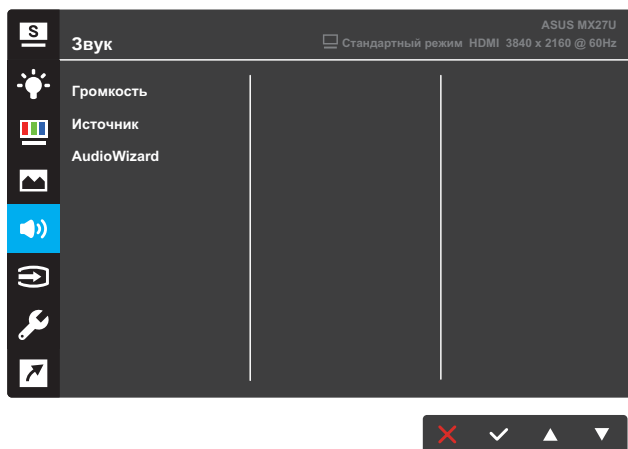 S
ASUS MX27U
Звук
Стандартный режим HDMI 3840 x 2160 @ 60Hz
Громкость
Источник
AudioWizard